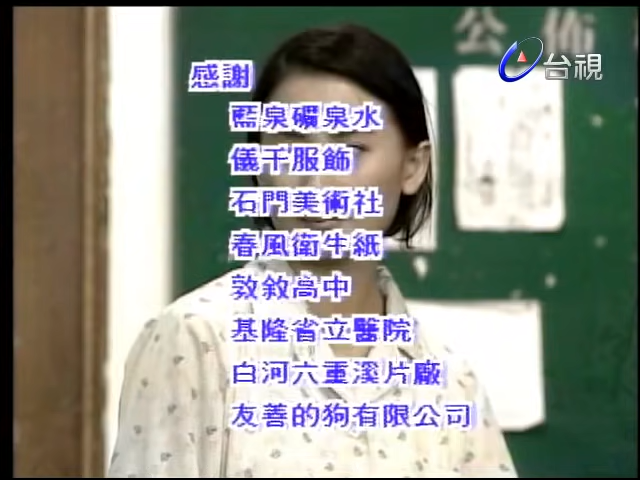 公佈
台視
感謝
藍泉礦泉水
儀千服飾
石門美術社
春風衛生紙
敦敘高中
基隆省立醫院
白河六重溪片廠
友善的狗有限公司